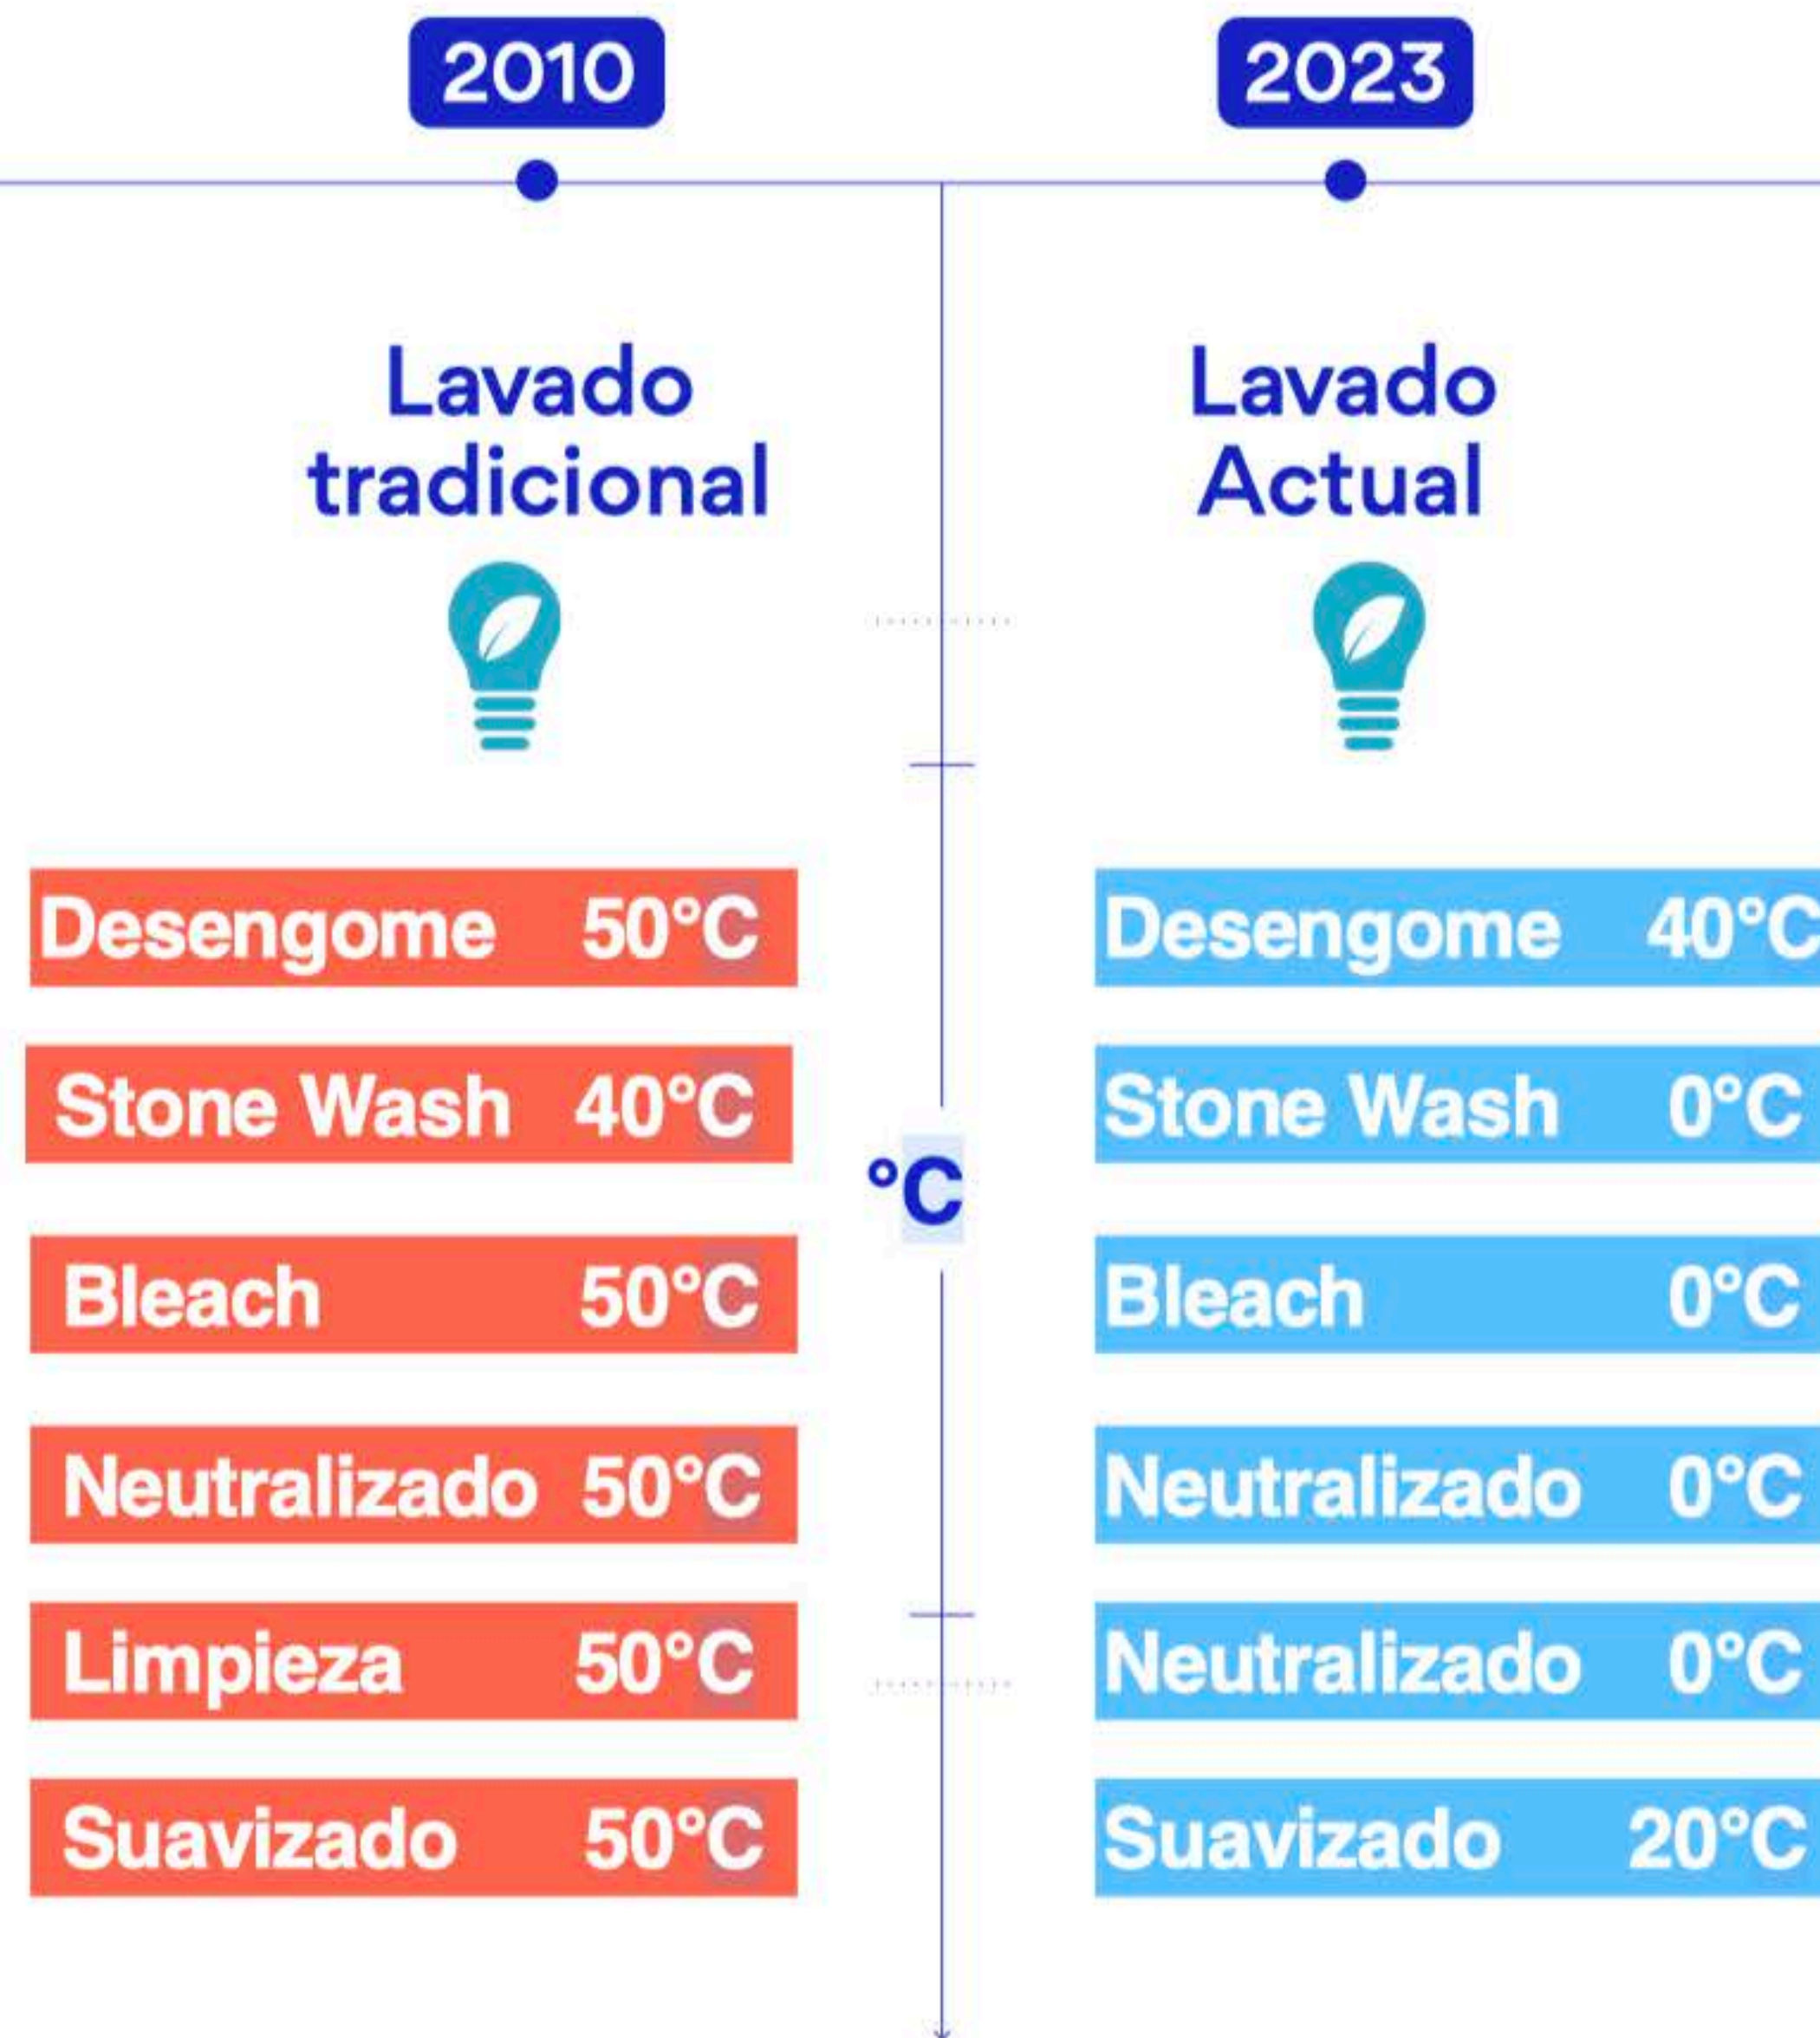 2010
2023
Lavado
tradicional
Lavado
Actual
Desengome 50°C
Stone Wash 40°C
Bleach 50°C
Neutralizado 50°C
Limpieza 50°C
Suavizado 50°C
°C
Desengome 40°C
Stone Wash 0°C
Bleach 0°C
Neutralizado 0°C
Neutralizado 0°C
Suavizado 20°C